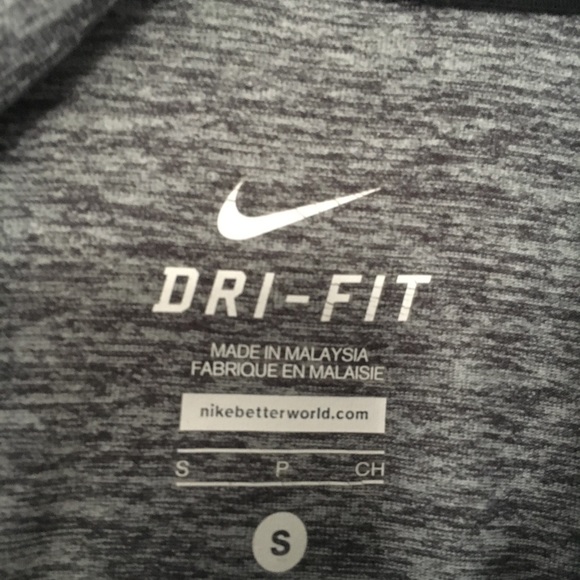 DRI-FIT
MADE IN MALAYSIA
FABRIQUE EN MALAISIE
nikebetterworld.com
S P CH
S